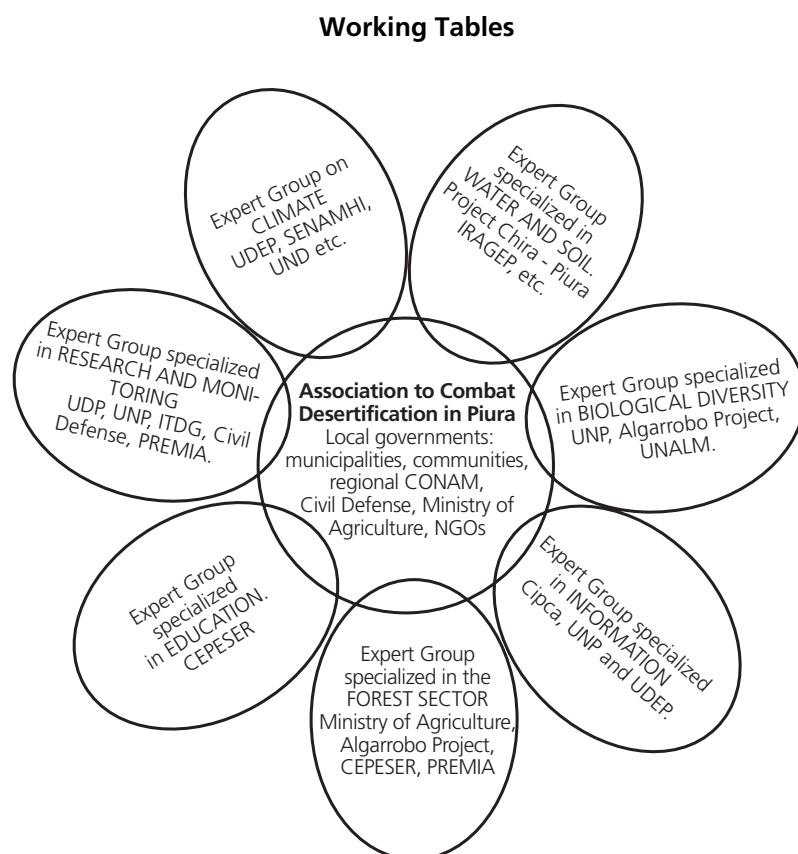 Working Tables
Expert Group on
CLIMATE
UDEP, SENAMHI,
UND etc.
Expert Group
specialized in
WATER AND SOIL.
Project Chira - Piura
IRAGEP, etc.
Expert Group specialized
in RESEARCH AND MONI-
TORING
UDP, UNP, ITDG, Civil
Defense, PREMIA.
Association to Combat
Desertification in Piura
Local governments:
municipalities, communities,
regional CONAM,
Civil Defense, Ministry of
Agriculture, NGOs
Expert Group specialized
in BIOLOGICAL DIVERSITY
UNP, Algarrobo Project,
UNALM.
Expert Group
specialized
in EDUCATION.
CEPESER
Expert Group
specialized in the
FOREST SECTOR
Ministry of Agriculture,
Algarrobo Project,
CEPESER, PREMIA
Expert Group specialized
in INFORMATION
Cipca, UNP and UDEP.